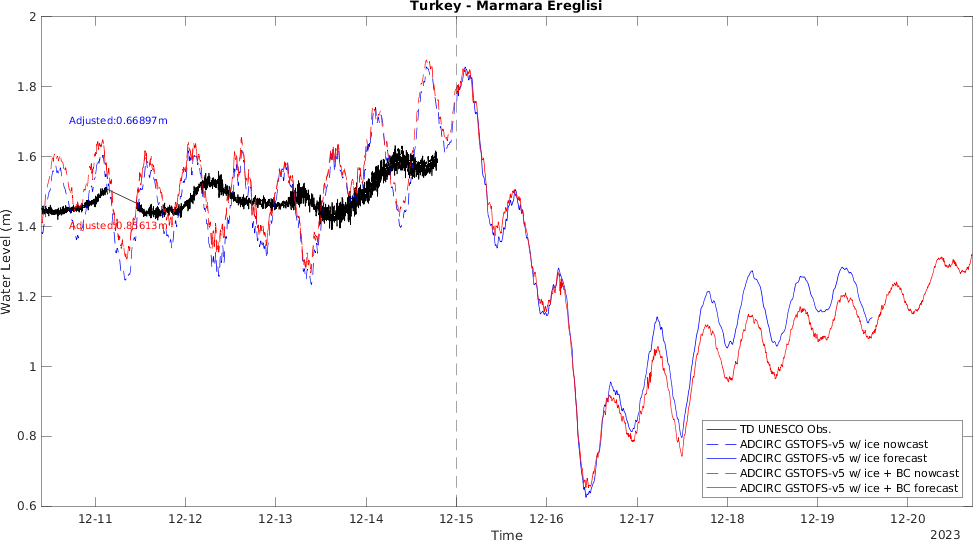 Turkey - Marmara Ereglisi
2
1.8
1.6
1.4
1.2
1
0.8
0.6
Water Level (m)
Adjusted:0.66897m
Adjusted:0.85613m
TD UNESCO Obs.
ADCIRC GSTOFS-v5 w/ ice nowcast
ADCIRC GSTOFS-v5 w/ ice forecast
ADCIRC GSTOFS-v5 w/ ice + BC nowcast
ADCIRC GSTOFS-v5 w/ ice + BC forecast
12-11 12-12 12-13 12-14 12-15 12-16 12-17 12-18 12-19 12-20
Time
2023